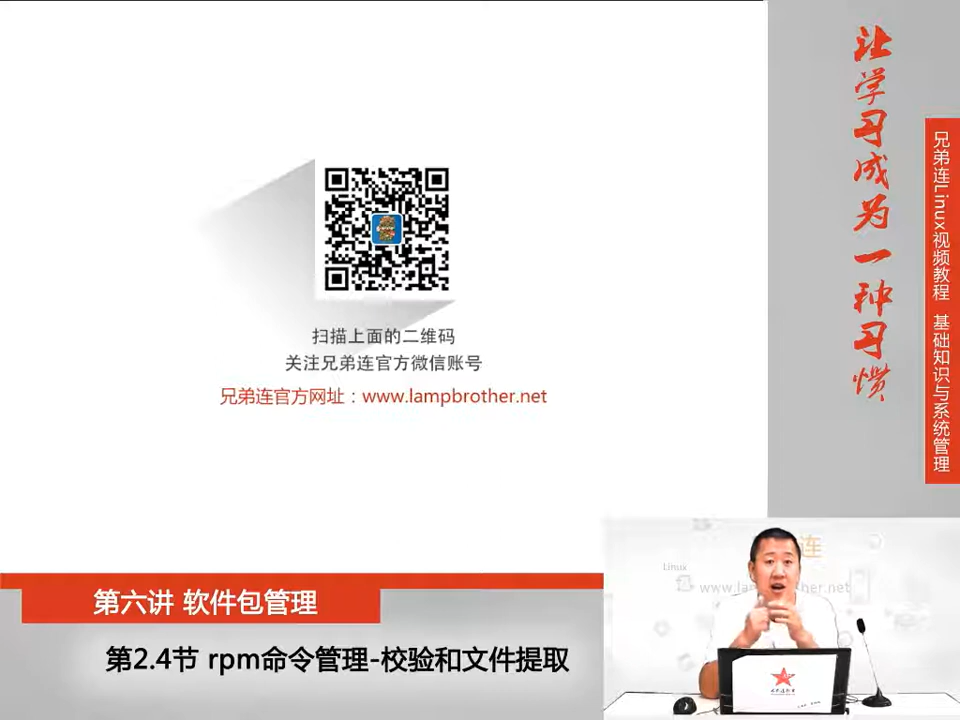 扫描上面的二维码
关注兄弟连官方微信账号
兄弟连官方网址：www.lampbrother.net
让学习成为一种习惯
兄弟连Linux视频教程 基础知识与系统管理
第六讲 软件包管理
第2.4节 rpm命令管理-校验和文件提取
连
Linux